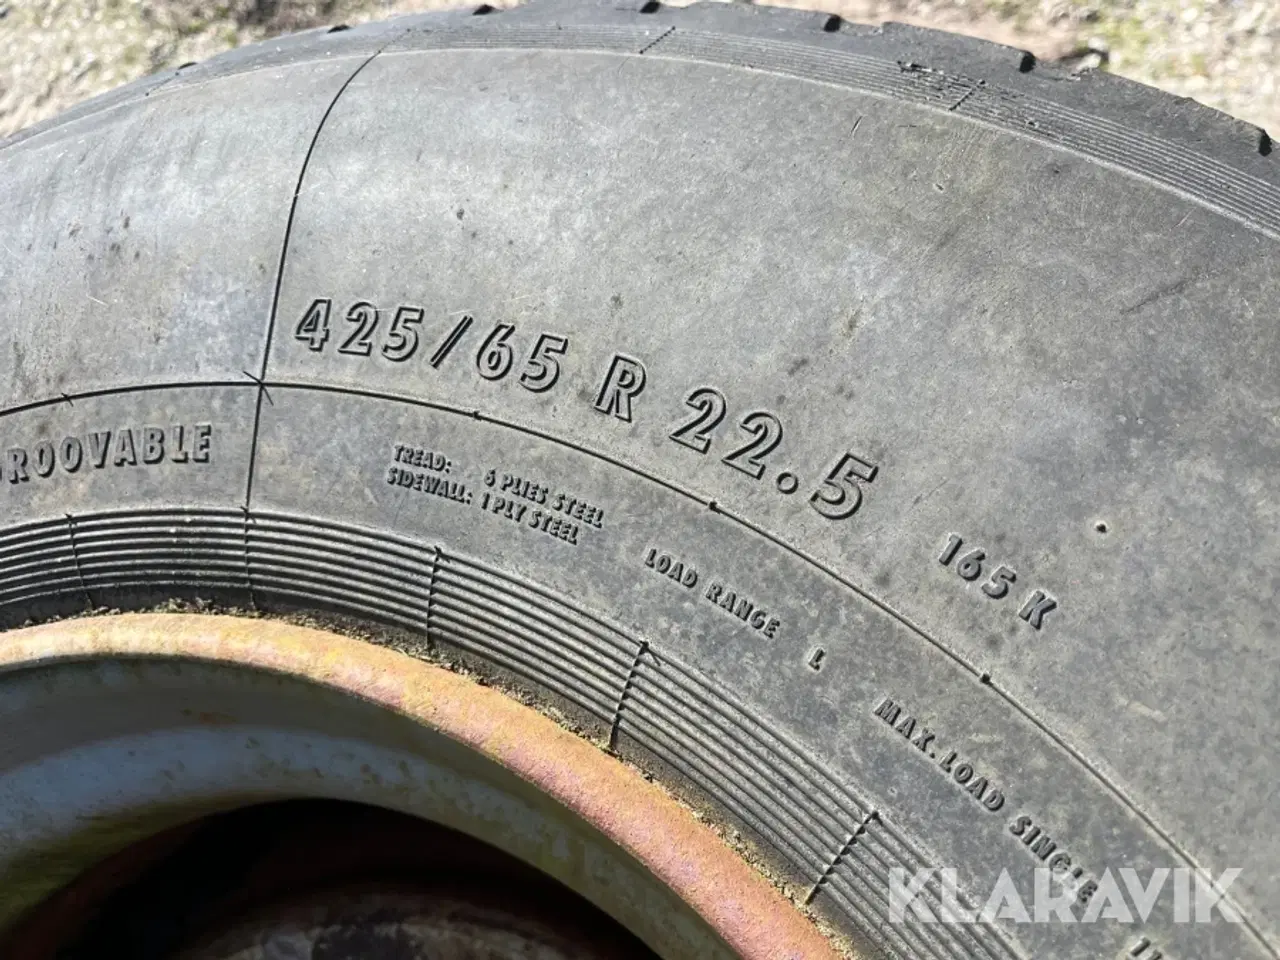 425/65 R 22.5
165 K
TREAD: 6 PLIES STEEL
SIDEWALL: 1 PLY STEEL
LOAD RANGE L
MAX. LOAD SINGLE
KLARAVIK